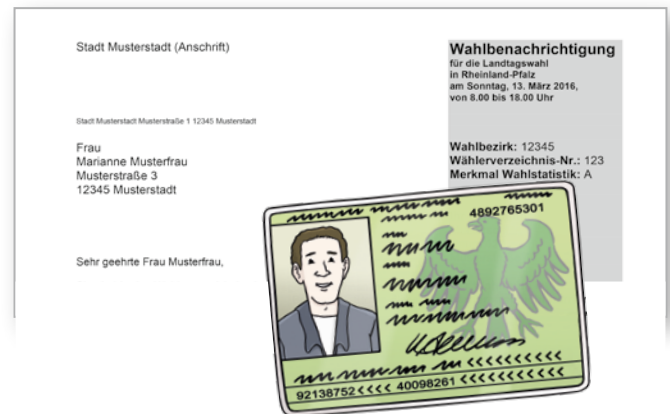 Stadt Musterstadt (Anschrift)
Wahlbenachrichtigung
für die Landtagswahl
in Rheinland-Pfalz
am Sonntag, 13. März 2016,
von 8.00 bis 18.00 Uhr
Stadt Musterstadt Musterstraße 1 12345 Musterstadt
Frau
Marianne Musterfrau
Musterstraße 3
12345 Musterstadt
Wahlbezirk: 12345
Wählerverzeichnis-Nr.: 123
Merkmal Wahlstatistik: A
Sehr geehrte Frau Musterfrau,
4892765301
92138752<<<< 40098261 <<<<<<<<<<<